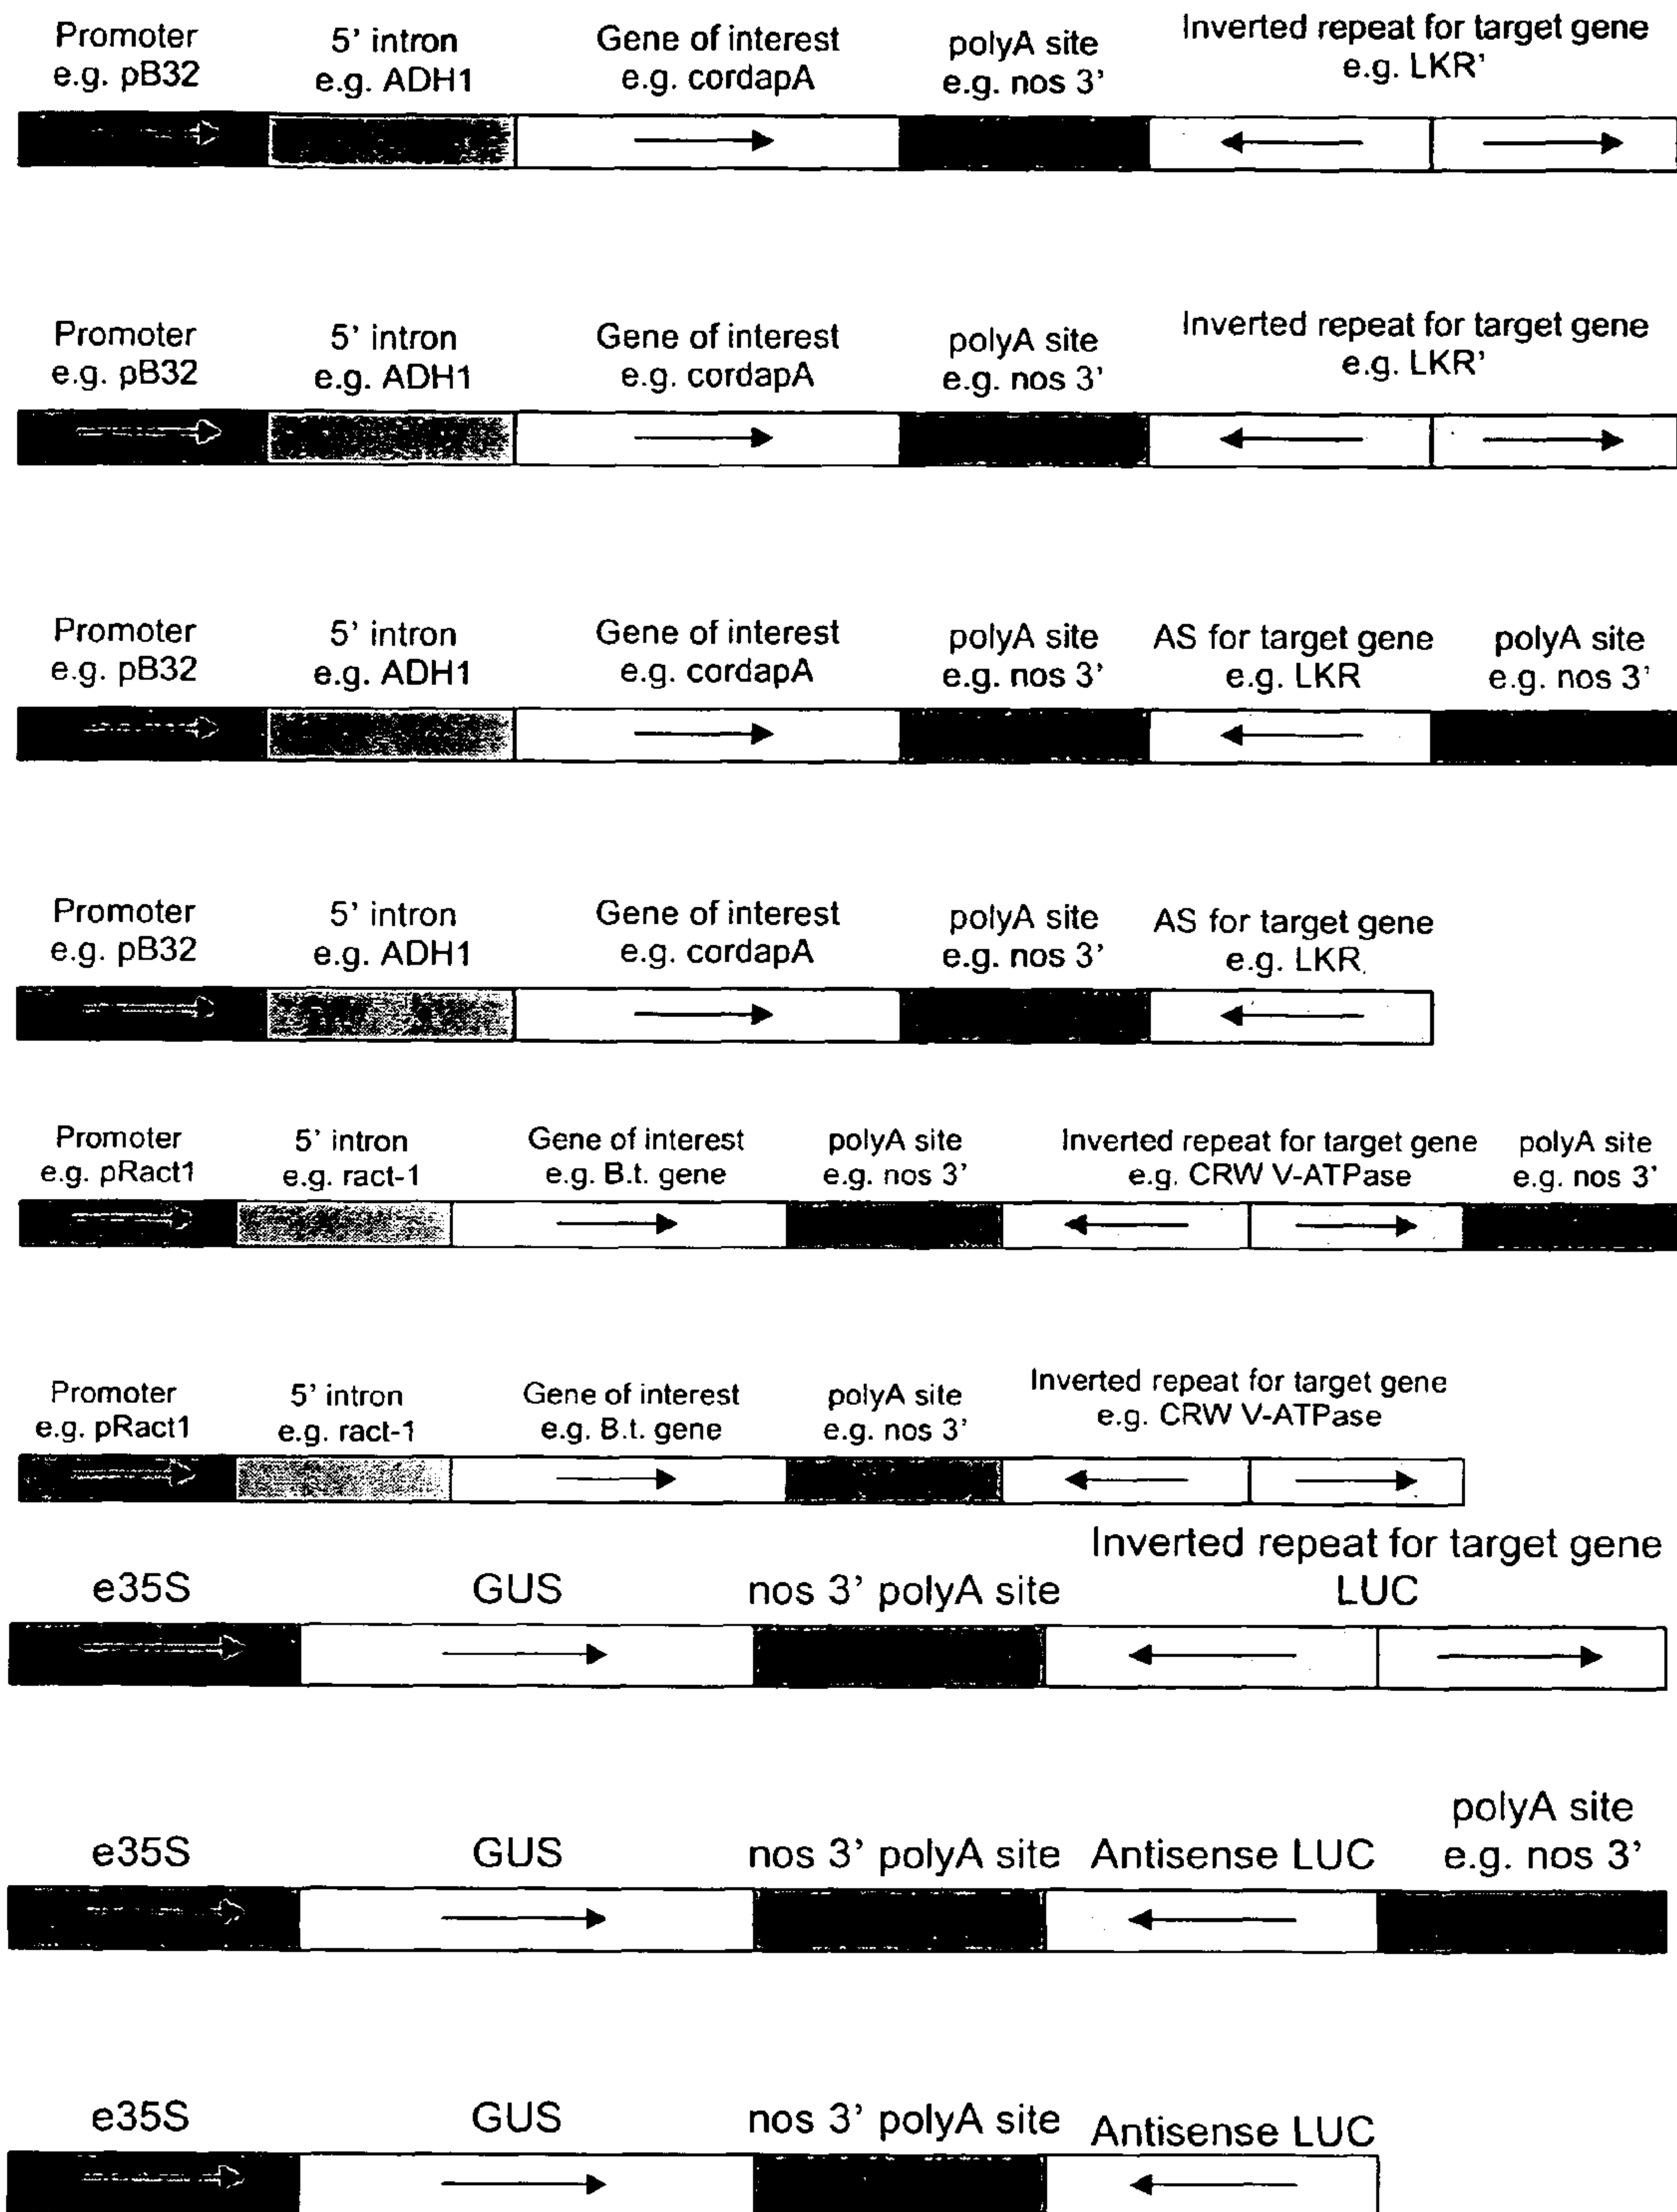 Promoter
e.g. pB32
5' intron
e.g. ADH1
Gene of interest
e.g. cordapA
polyA site
e.g. nos 3'
Inverted repeat for target gene
e.g. LKR'
Promoter
e.g. pB32
5' intron
e.g. ADH1
Gene of interest
e.g. cordapA
polyA site
e.g. nos 3'
Inverted repeat for target gene
e.g. LKR'
Promoter
e.g. pB32
5' intron
e.g. ADH1
Gene of interest
e.g. cordapA
polyA site
e.g. nos 3'
AS for target gene
e.g. LKR
polyA site
e.g. nos 3'
Promoter
e.g. pB32
5' intron
e.g. ADH1
Gene of interest
e.g. cordapA
polyA site
e.g. nos 3'
AS for target gene
e.g. LKR
Promoter
e.g. pRact1
5' intron
e.g. ract-1
Gene of interest
e.g. B.t. gene
polyA site
e.g. nos 3'
Inverted repeat for target gene
e.g. CRW V-ATPase
polyA site
e.g. nos 3'
Promoter
e.g. pRact1
5' intron
e.g. ract-1
Gene of interest
e.g. B.t. gene
polyA site
e.g. nos 3'
Inverted repeat for target gene
e.g. CRW V-ATPase
e35S
GUS
nos 3' polyA site
Inverted repeat for target gene
LUC
e35S
GUS
nos 3' polyA site
Antisense LUC
polyA site
e.g. nos 3'
e35S
GUS
nos 3' polyA site
Antisense LUC